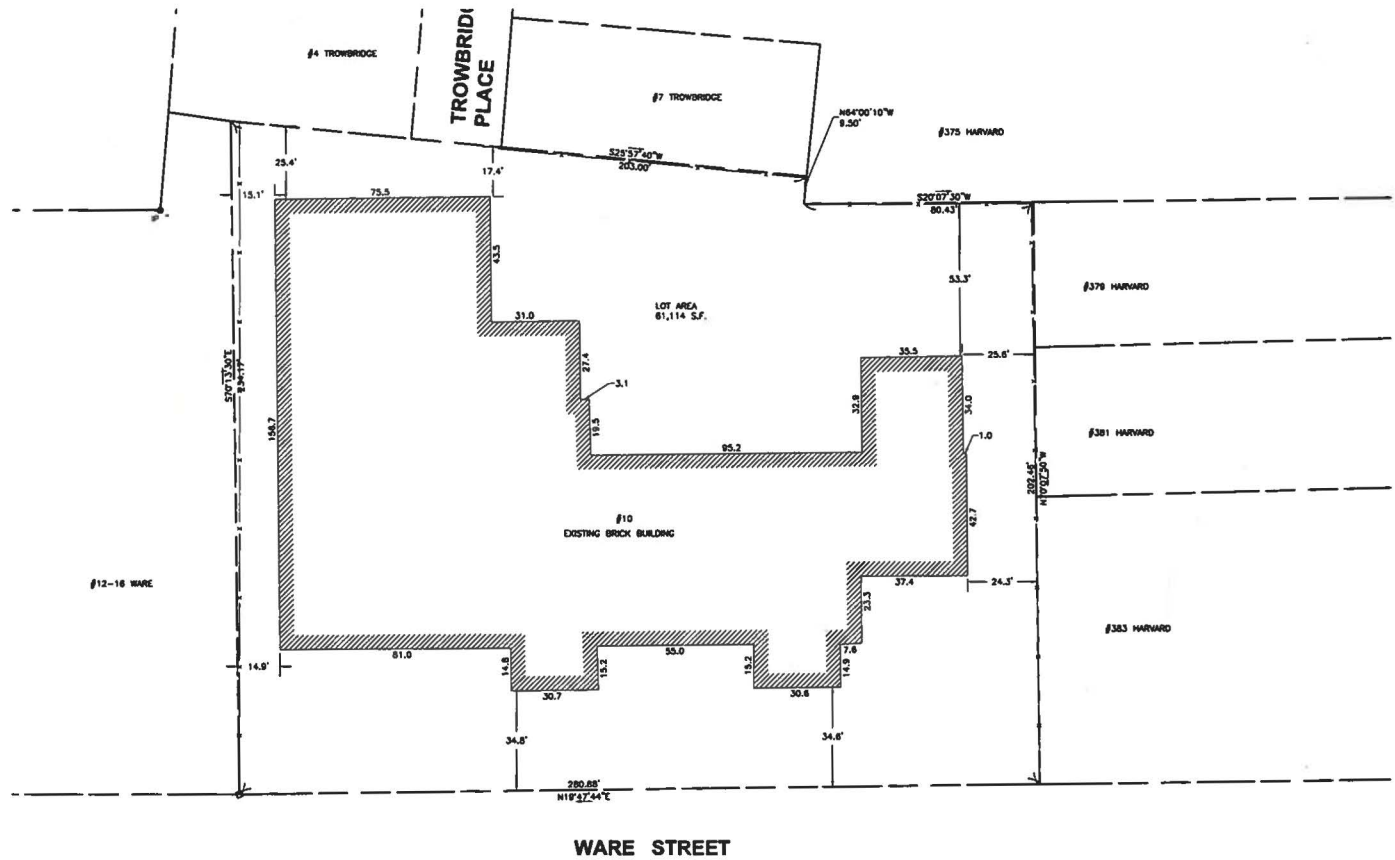 TROWBRID
PLACE
#4 TROWBRIDGE
#7 TROWBRIDGE
N64°00'10"W
9.50'
#375 HARVARD
S25°57'40"W
203.00'
25.4'
17.4'
15.1'
75.5
S20°07'30"W
80.43'
43.5
53.3'
LOT AREA
61,114 S.F.
#379 HARVARD
31.0
27.4
35.5
25.6'
3.1
S70°13'30"E
234.17'
158.7
19.5
32.9
34.0
1.0
#381 HARVARD
95.2
202.46'
N70°07'50"W
42.7
#10
EXISTING BRICK BUILDING
#12-16 WARE
37.4
24.3'
23.3
#383 HARVARD
81.0
14.8
15.2
55.0
15.2
7.6
14.9
14.9'
30.7
30.6
34.8'
34.6'
280.88'
N19°47'44"E
WARE STREET